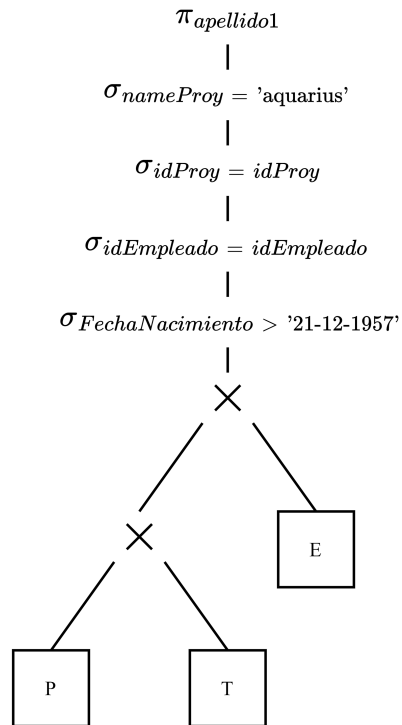 π apellido1
σ nameProy = 'aquarius'
σ idProy = idProy
σ idEmpleado = idEmpleado
σ FechaNacimiento > '21-12-1957'
×
E
×
P T